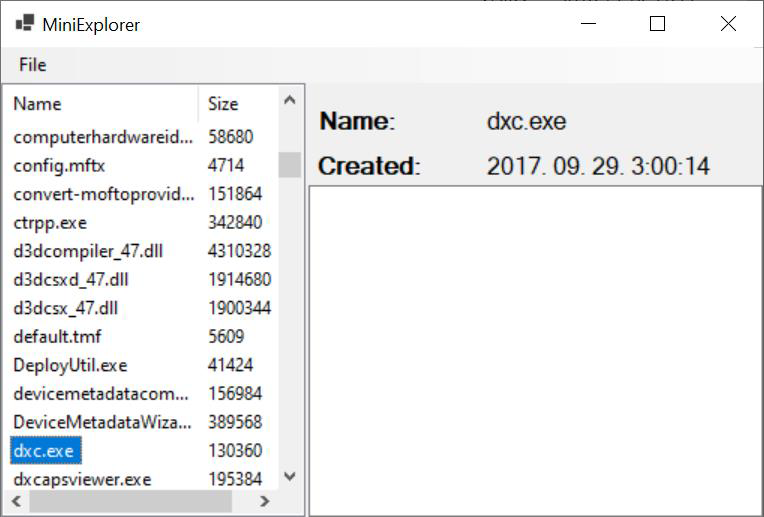 MiniExplorer
File
Name Size
computerhardwareid... 58680
config.mftx 4714
convert-moftoprovid... 151864
ctrpp.exe 342840
d3dcompiler_47.dll 4310328
d3dcsxd_47.dll 1914680
d3dcsx_47.dll 1900344
default.tmf 5609
DeployUtil.exe 41424
devicemetadatacom... 156984
DeviceMetadataWiza... 389568
dxc.exe 130360
dxcapsviewer.exe 195384
Name: dxc.exe
Created: 2017. 09. 29. 3:00:14